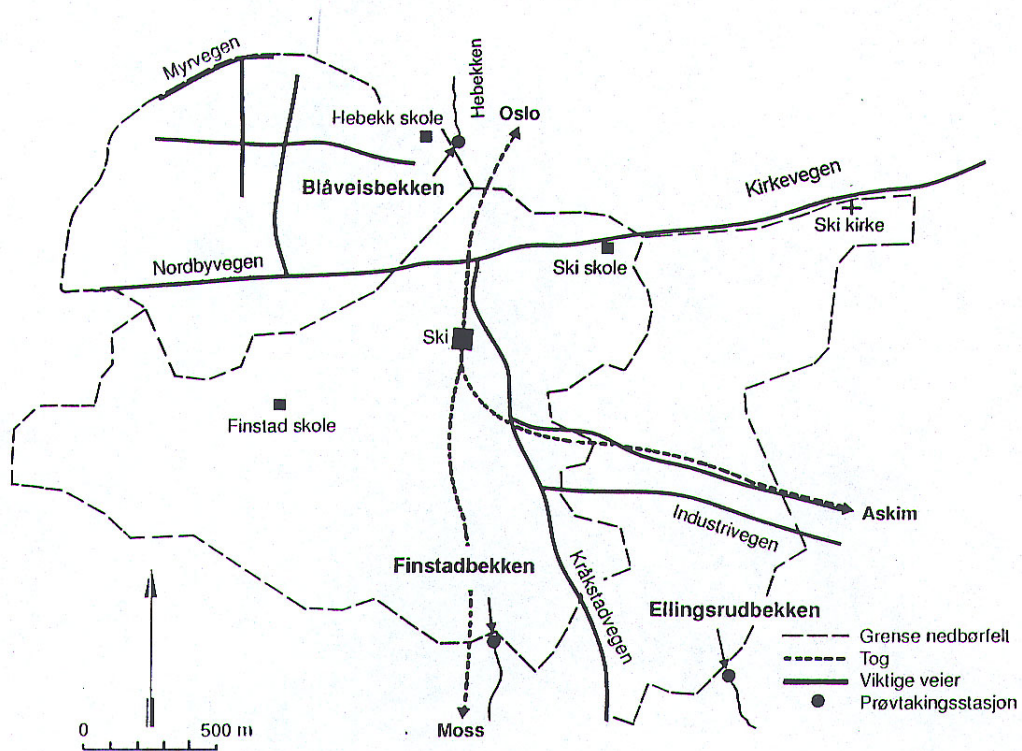 Myrvegen
Hebekken
Hebekk skole
Oslo
Blåveisbekken
Kirkevegen
Ski kirke
Nordbyvegen
Ski skole
Ski
Finstad skole
Askim
Industrivegen
Finstadbekken
Kråkstadvegen
Ellingsrudbekken
Grense nedbørfelt
Tog
Viktige veier
Prøvtakingsstasjon
0 500 m
Moss